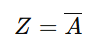 Z = A̅